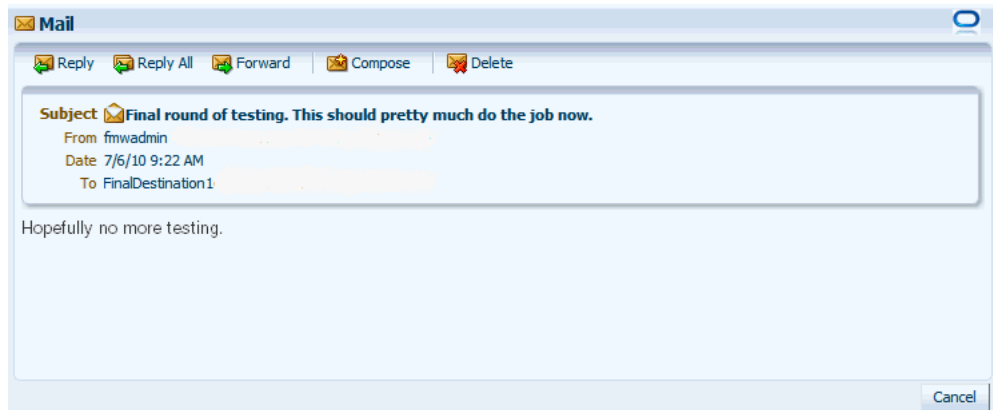 Mail
Reply Reply All Forward Compose Delete
Subject Final round of testing. This should pretty much do the job now.
From fmwadmin
Date 7/6/10 9:22 AM
To FinalDestination1
Hopefully no more testing.
Cancel